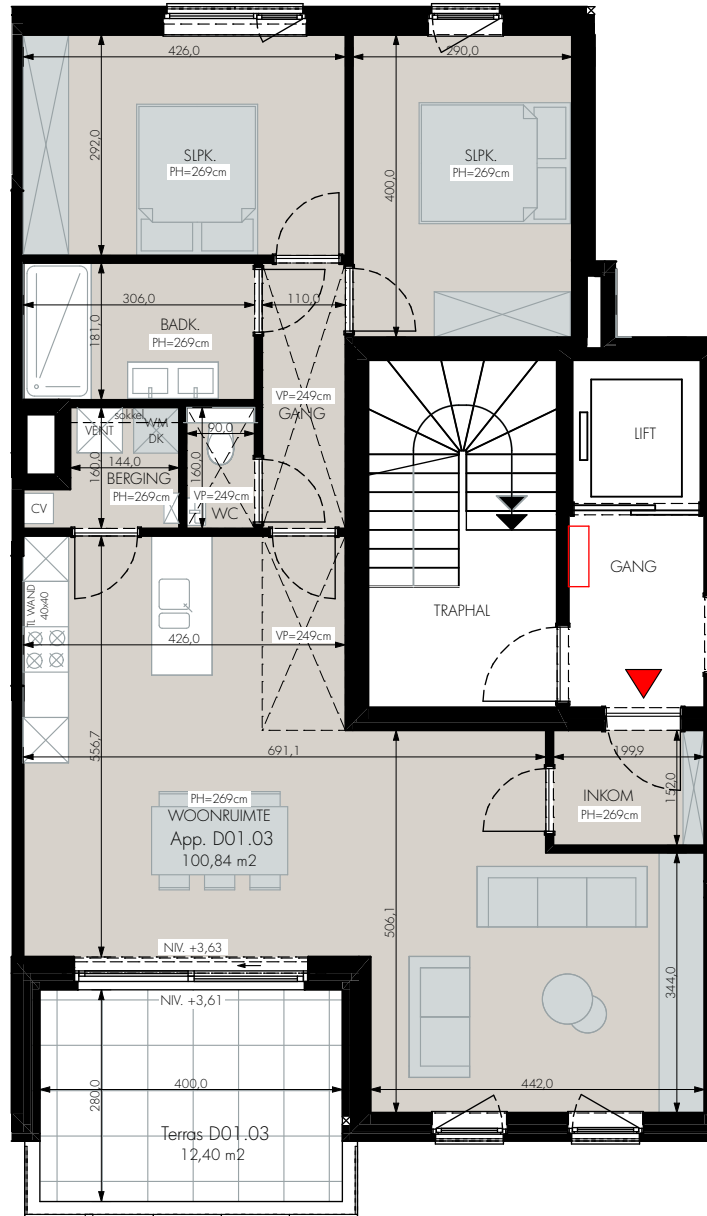 426,0
290,0
292,0
SLPK.
PH=269cm
SLPK.
PH=269cm
400,0
306,0
110,0
181,0
BADK.
PH=269cm
VP=249cm
GANG
sokkel
VENT
WM
DK
90,0
160,0
144,0
160,0
BERGING
PH=269cm
VP=249cm
WC
CV
LIFT
GANG
TRAPHAL
TL WAND
40x40
426,0
VP=249cm
556,7
691,1
199,9
152,0
INKOM
PH=269cm
PH=269cm
WOONRUIMTE
App. D01.03
100,84 m2
506,1
344,0
NIV. +3,63
NIV. +3,61
280,0
400,0
442,0
Terras D01.03
12,40 m2